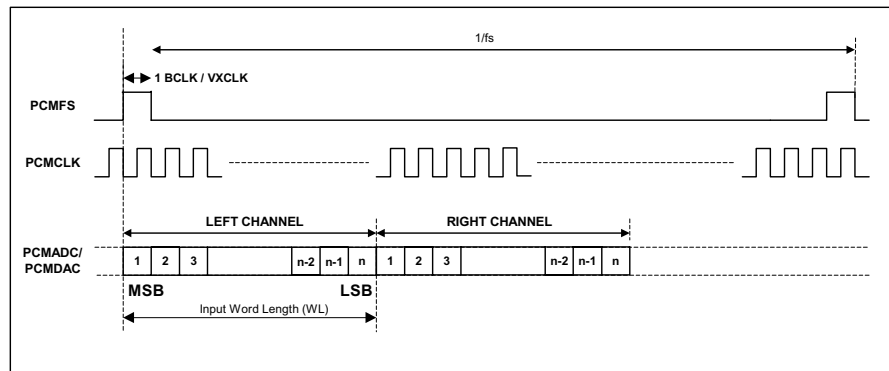 1/fs
1 BCLK / VXCLK
PCMFS
PCMCLK
LEFT CHANNEL RIGHT CHANNEL
PCMADC/
PCMDAC
1 2 3 n-2 n-1 n 1 2 3 n-2 n-1 n
MSB LSB
Input Word Length (WL)